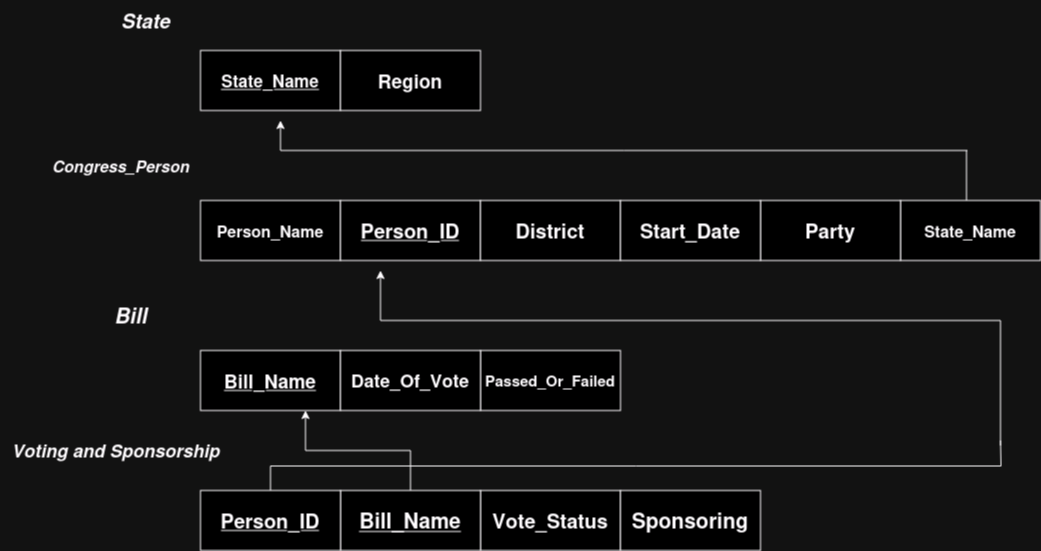 State
State_Name Region
Congress_Person
Person_Name Person_ID District Start_Date Party State_Name
Bill
Bill_Name Date_Of_Vote Passed_Or_Failed
Voting and Sponsorship
Person_ID Bill_Name Vote_Status Sponsoring